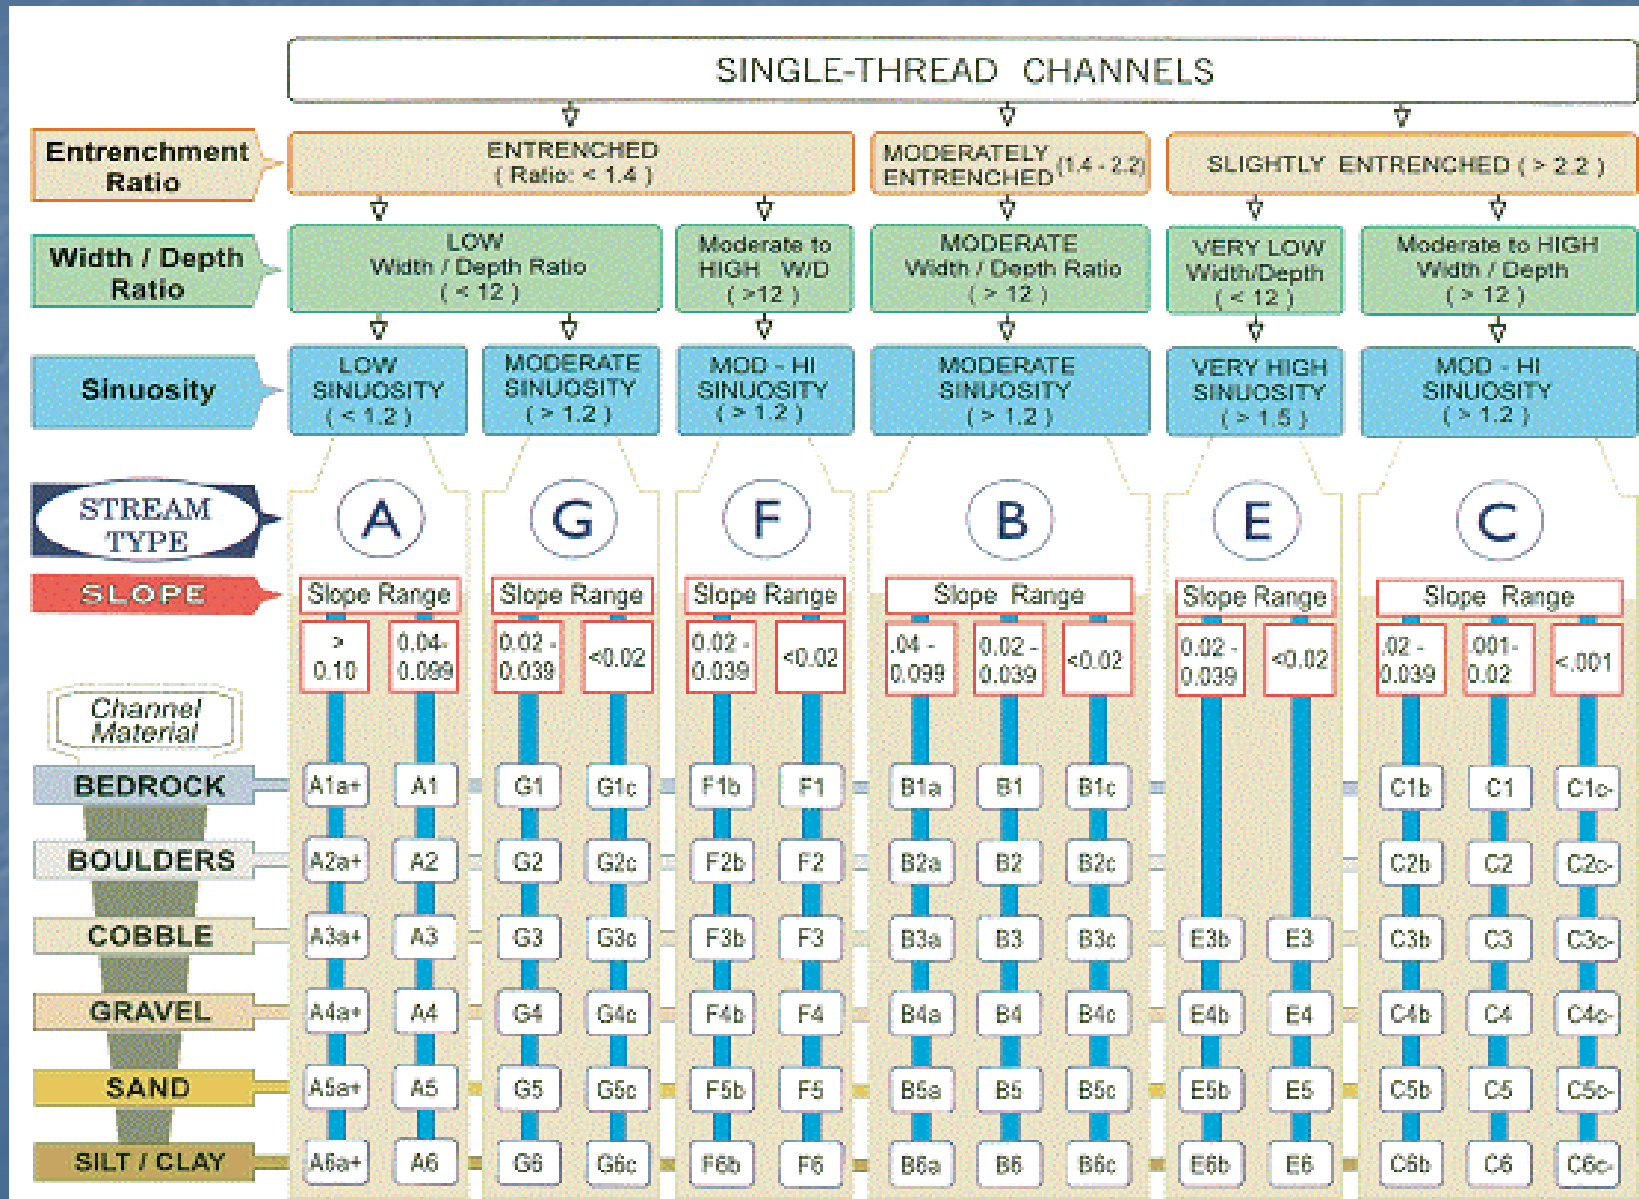 SINGLE-THREAD CHANNELS
Entrenchment
Ratio
ENTRENCHED
( Ratio: < 1.4 )
MODERATELY
ENTRENCHED
(1.4 - 2.2)
SLIGHTLY ENTRENCHED ( > 2.2 )
Width / Depth
Ratio
LOW
Width / Depth Ratio
( < 12 )
Moderate to
HIGH W/D
( >12 )
MODERATE
Width / Depth Ratio
( > 12 )
VERY LOW
Width/Depth
( < 12 )
Moderate to HIGH
Width / Depth
( > 12 )
Sinuosity
LOW
SINUOSITY
( < 1.2 )
MODERATE
SINUOSITY
( > 1.2 )
MOD - HI
SINUOSITY
( > 1.2 )
MODERATE
SINUOSITY
( > 1.2 )
VERY HIGH
SINUOSITY
( > 1.5 )
MOD - HI
SINUOSITY
( > 1.2 )
STREAM
TYPE
A G F B E C
SLOPE
Slope Range Slope Range Slope Range Slope Range Slope Range Slope Range
>
0.10
0.04-
0.099
0.02 -
0.039
<0.02
0.02 -
0.039
<0.02
.04 -
0.099
0.02 -
0.039
<0.02
0.02 -
0.039
<0.02
.02 -
0.039
.001-
0.02
<.001
Channel
Material
BEDROCK A1a+ A1 G1 G1c F1b F1 B1a B1 B1c C1b C1 C1c-
BOULDERS A2a+ A2 G2 G2c F2b F2 B2a B2 B2c C2b C2 C2c-
COBBLE A3a+ A3 G3 G3c F3b F3 B3a B3 B3c E3b E3 C3b C3 C3c-
GRAVEL A4a+ A4 G4 G4c F4b F4 B4a B4 B4c E4b E4 C4b C4 C4c-
SAND A5a+ A5 G5 G5c F5b F5 B5a B5 B5c E5b E5 C5b C5 C5c-
SILT / CLAY A6a+ A6 G6 G6c F6b F6 B6a B6 B6c E6b E6 C6b C6 C6c-